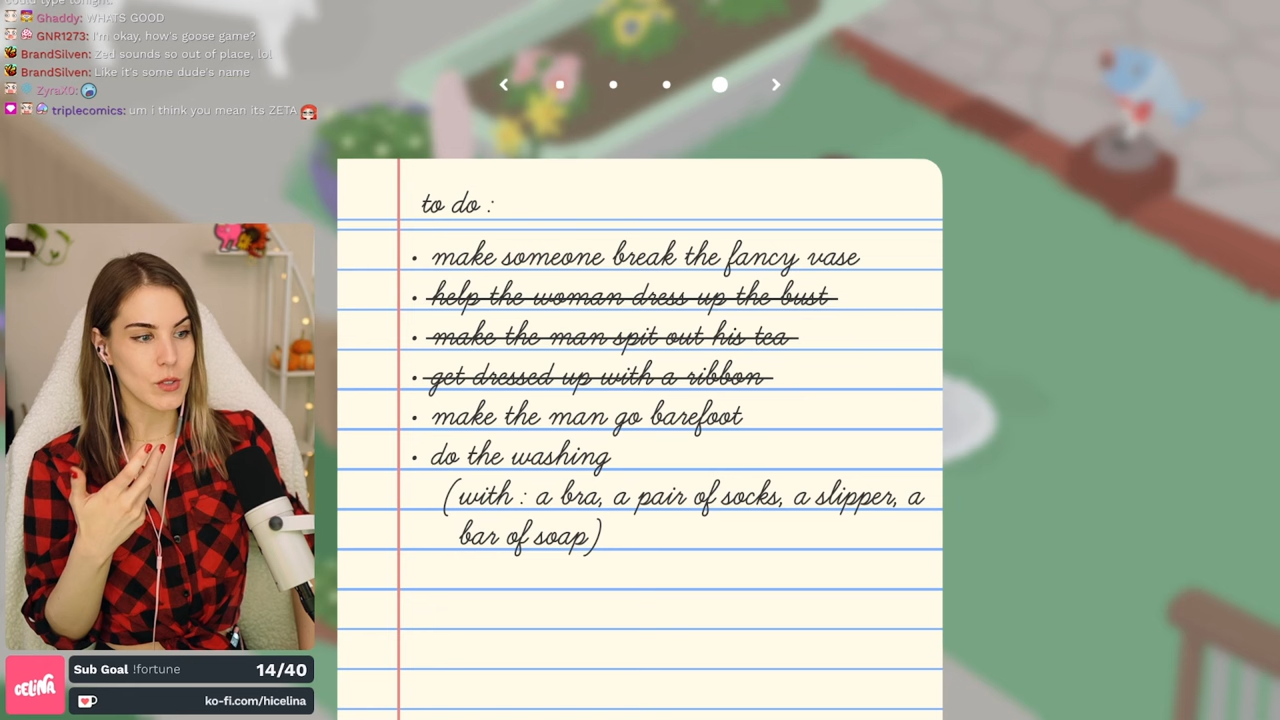 could type tonight.
Ghaddy: WHATS GOOD
GNR1273: I'm okay, how's goose game?
BrandSilven: Zed sounds so out of place, lol
BrandSilven: Like it's some dude's name
ZyraX0:
triplecomics: um i think you mean its ZETA
to do :
• make someone break the fancy vase
• help the woman dress up the bust
• make the man spit out his tea
• get dressed up with a ribbon
• make the man go barefoot
• do the washing
(with : a bra, a pair of socks, a slipper, a
bar of soap)
CELINA
Sub Goal !fortune 14/40
ko-fi.com/hicelina